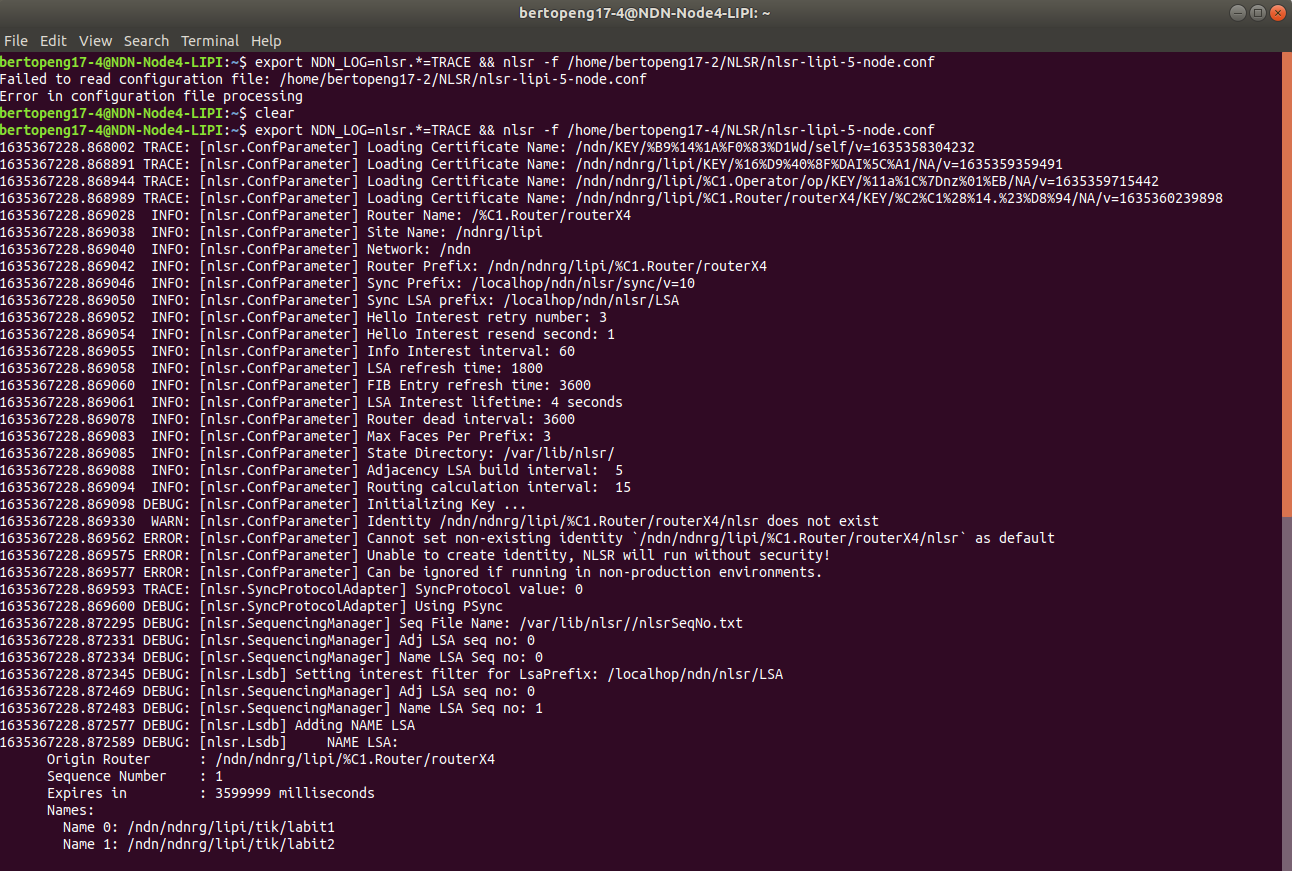 bertopeng17-4@NDN-Node4-LIPI: ~
File Edit View Search Terminal Help
bertopeng17-4@NDN-Node4-LIPI:~$ export NDN_LOG=nlsr.*=TRACE && nlsr -f /home/bertopeng17-2/NLSR/nlsr-lipi-5-node.conf
Failed to read configuration file: /home/bertopeng17-2/NLSR/nlsr-lipi-5-node.conf
Error in configuration file processing
bertopeng17-4@NDN-Node4-LIPI:~$ clear
bertopeng17-4@NDN-Node4-LIPI:~$ export NDN_LOG=nlsr.*=TRACE && nlsr -f /home/bertopeng17-4/NLSR/nlsr-lipi-5-node.conf
1635367228.868002 TRACE: [nlsr.ConfParameter] Loading Certificate Name: /ndn/KEY/%B9%14%1A%F0%83%D1Wd/self/v=1635358304232
1635367228.868891 TRACE: [nlsr.ConfParameter] Loading Certificate Name: /ndn/ndnrg/lipi/KEY/%16%D9%40%8F%DAI%5C%A1/NA/v=1635359359491
1635367228.868944 TRACE: [nlsr.ConfParameter] Loading Certificate Name: /ndn/ndnrg/lipi/%C1.Operator/op/KEY/%11a%1C%7Dnz%01%EB/NA/v=1635359715442
1635367228.868989 TRACE: [nlsr.ConfParameter] Loading Certificate Name: /ndn/ndnrg/lipi/%C1.Router/routerX4/KEY/%C2%C1%28%14.%23%D8%94/NA/v=1635360239898
1635367228.869028  INFO: [nlsr.ConfParameter] Router Name: /%C1.Router/routerX4
1635367228.869038  INFO: [nlsr.ConfParameter] Site Name: /ndnrg/lipi
1635367228.869040  INFO: [nlsr.ConfParameter] Network: /ndn
1635367228.869042  INFO: [nlsr.ConfParameter] Router Prefix: /ndn/ndnrg/lipi/%C1.Router/routerX4
1635367228.869046  INFO: [nlsr.ConfParameter] Sync Prefix: /localhop/ndn/nlsr/sync/v=10
1635367228.869050  INFO: [nlsr.ConfParameter] Sync LSA prefix: /localhop/ndn/nlsr/LSA
1635367228.869052  INFO: [nlsr.ConfParameter] Hello Interest retry number: 3
1635367228.869054  INFO: [nlsr.ConfParameter] Hello Interest resend second: 1
1635367228.869055  INFO: [nlsr.ConfParameter] Info Interest interval: 60
1635367228.869058  INFO: [nlsr.ConfParameter] LSA refresh time: 1800
1635367228.869060  INFO: [nlsr.ConfParameter] FIB Entry refresh time: 3600
1635367228.869061  INFO: [nlsr.ConfParameter] LSA Interest lifetime: 4 seconds
1635367228.869078  INFO: [nlsr.ConfParameter] Router dead interval: 3600
1635367228.869083  INFO: [nlsr.ConfParameter] Max Faces Per Prefix: 3
1635367228.869085  INFO: [nlsr.ConfParameter] State Directory: /var/lib/nlsr/
1635367228.869088  INFO: [nlsr.ConfParameter] Adjacency LSA build interval:  5
1635367228.869094  INFO: [nlsr.ConfParameter] Routing calculation interval:  15
1635367228.869098 DEBUG: [nlsr.ConfParameter] Initializing Key ...
1635367228.869330  WARN: [nlsr.ConfParameter] Identity /ndn/ndnrg/lipi/%C1.Router/routerX4/nlsr does not exist
1635367228.869562 ERROR: [nlsr.ConfParameter] Cannot set non-existing identity `/ndn/ndnrg/lipi/%C1.Router/routerX4/nlsr` as default
1635367228.869575 ERROR: [nlsr.ConfParameter] Unable to create identity, NLSR will run without security!
1635367228.869577 ERROR: [nlsr.ConfParameter] Can be ignored if running in non-production environments.
1635367228.869593 TRACE: [nlsr.SyncProtocolAdapter] SyncProtocol value: 0
1635367228.869600 DEBUG: [nlsr.SyncProtocolAdapter] Using PSync
1635367228.872295 DEBUG: [nlsr.SequencingManager] Seq File Name: /var/lib/nlsr//nlsrSeqNo.txt
1635367228.872331 DEBUG: [nlsr.SequencingManager] Adj LSA seq no: 0
1635367228.872334 DEBUG: [nlsr.SequencingManager] Name LSA Seq no: 0
1635367228.872345 DEBUG: [nlsr.Lsdb] Setting interest filter for LsaPrefix: /localhop/ndn/nlsr/LSA
1635367228.872469 DEBUG: [nlsr.SequencingManager] Adj LSA seq no: 0
1635367228.872483 DEBUG: [nlsr.SequencingManager] Name LSA Seq no: 1
1635367228.872577 DEBUG: [nlsr.Lsdb] Adding NAME LSA
1635367228.872589 DEBUG: [nlsr.Lsdb]     NAME LSA:
      Origin Router      : /ndn/ndnrg/lipi/%C1.Router/routerX4
      Sequence Number    : 1
      Expires in         : 3599999 milliseconds
      Names:
        Name 0: /ndn/ndnrg/lipi/tik/labit1
        Name 1: /ndn/ndnrg/lipi/tik/labit2